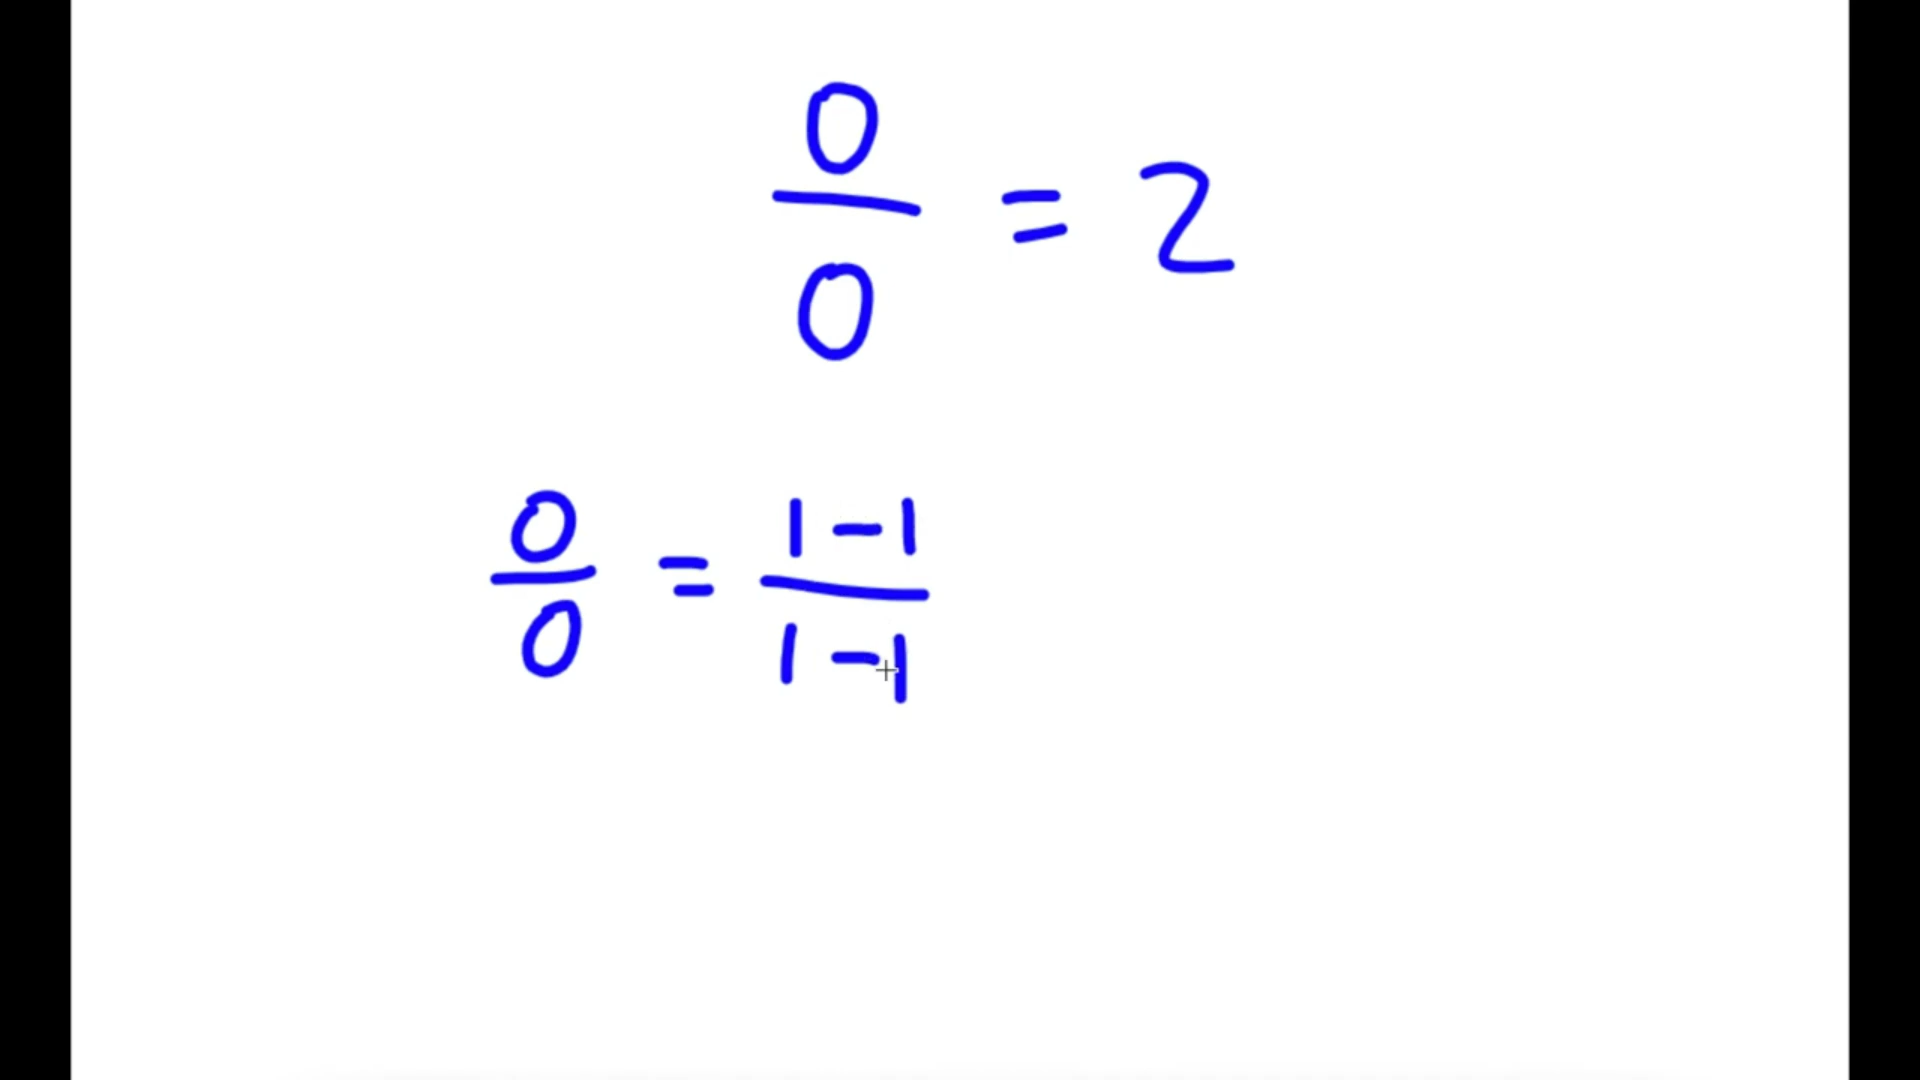 0/0 = 2
0/0 = 1-1/1-1